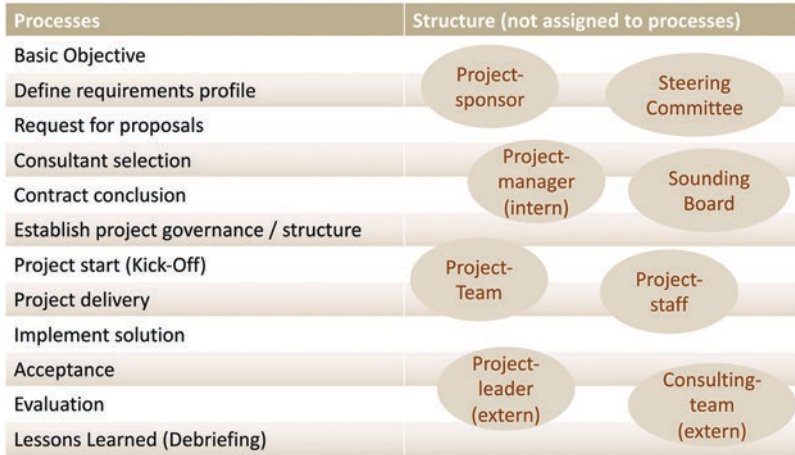 Processes
Structure (not assigned to processes)
Basic Objective
Define requirements profile
Request for proposals
Consultant selection
Contract conclusion
Establish project governance / structure
Project start (Kick-Off)
Project delivery
Implement solution
Acceptance
Evaluation
Lessons Learned (Debriefing)
Project-
sponsor
Steering
Committee
Project-
manager
(intern)
Sounding
Board
Project-
Team
Project-
staff
Project-
leader
(extern)
Consulting-
team
(extern)